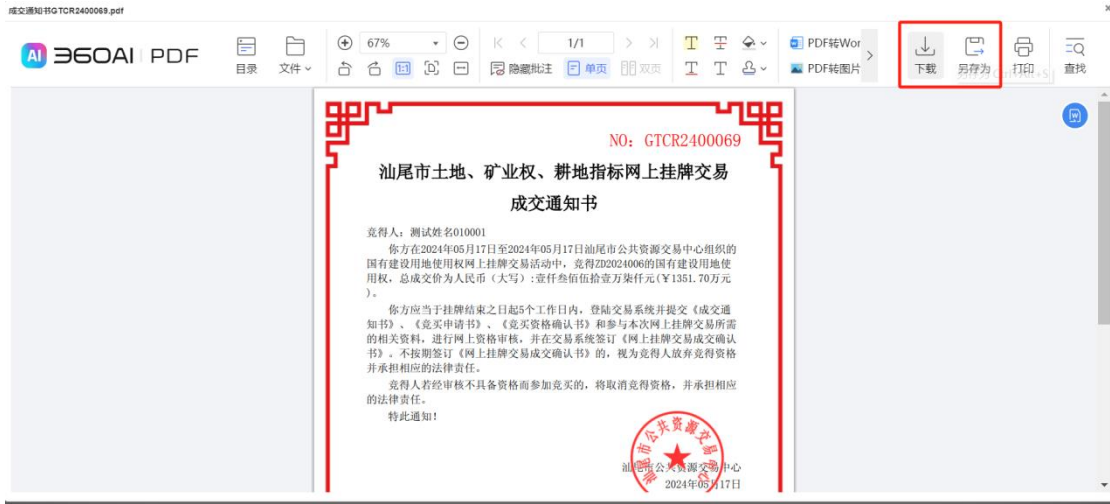 成交通知书GTCR2400069.pdf
AI 360AI PDF
目录 文件
67% 1/1
1:1 隐藏批注 单页 双页
T T
T T
PDF转Wor
PDF转图片
下载 另存为 打印 查找
NO：GTCR2400069
汕尾市土地、矿业权、耕地指标网上挂牌交易
成交通知书
竞得人：测试姓名010001
你方在2024年05月17日至2024年05月17日汕尾市公共资源交易中心组织的
国有建设用地使用权网上挂牌交易活动中，竞得ZD2024006的国有建设用地使
用权，总成交价为人民币（大写）:壹仟叁佰伍拾壹万柒仟元(￥1351.70万元
)。
你方应当于挂牌结束之日起5个工作日内，登陆交易系统并提交《成交通
知书》、《竞买申请书》、《竞买资格确认书》和参与本次网上挂牌交易所需
的相关资料，进行网上资格审核，并在交易系统签订《网上挂牌交易成交确认
书》。不按期签订《网上挂牌交易成交确认书》的，视为竞得人放弃竞得资格
并承担相应的法律责任。
竞得人若经审核不具备资格而参加竞买的，将取消竞得资格，并承担相应
的法律责任。
特此通知！
汕尾市公共资源交易中心
2024年05月17日